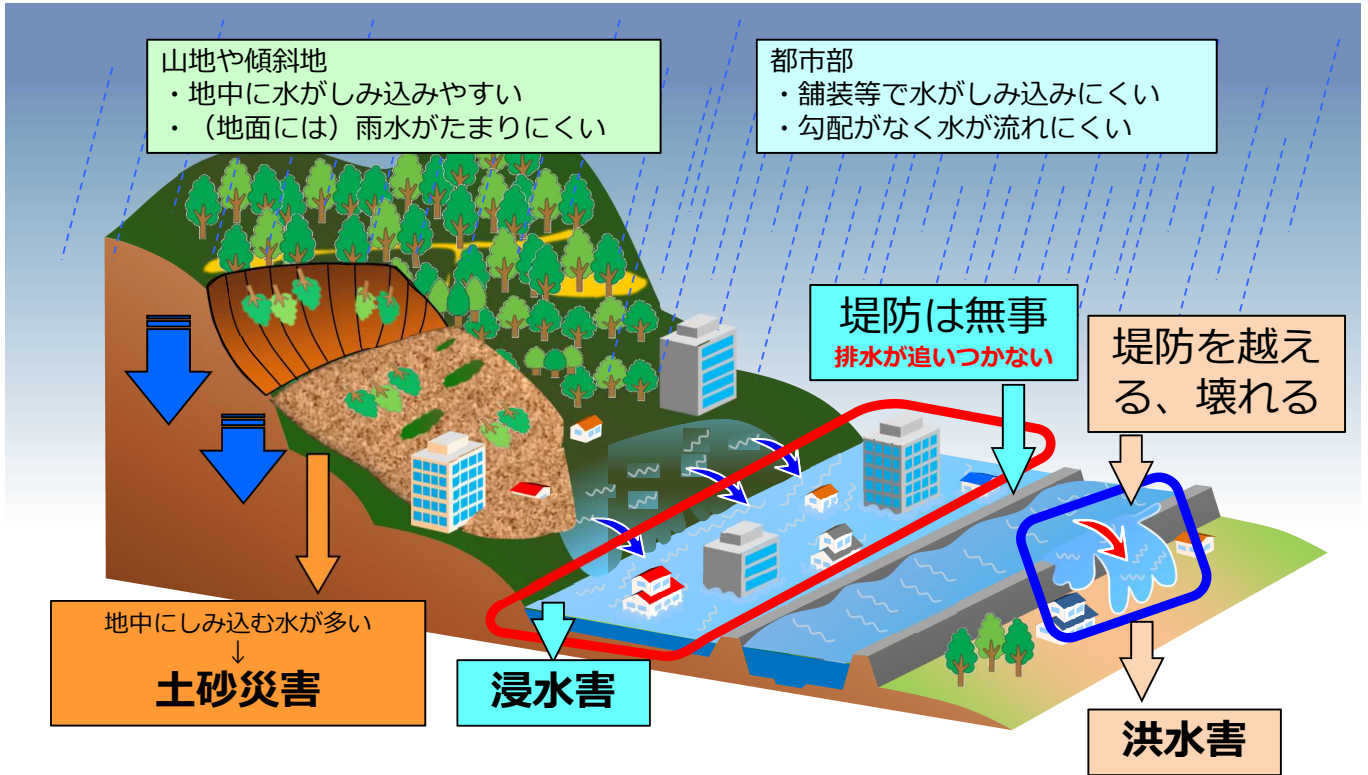 山地や傾斜地
・地中に水がしみ込みやすい
・（地面には）雨水がたまりにくい
都市部
・舗装等で水がしみ込みにくい
・勾配がなく水が流れにくい
堤防は無事
排水が追いつかない
堤防を越え
る、壊れる
地中にしみ込む水が多い
↓
土砂災害
浸水害
洪水害